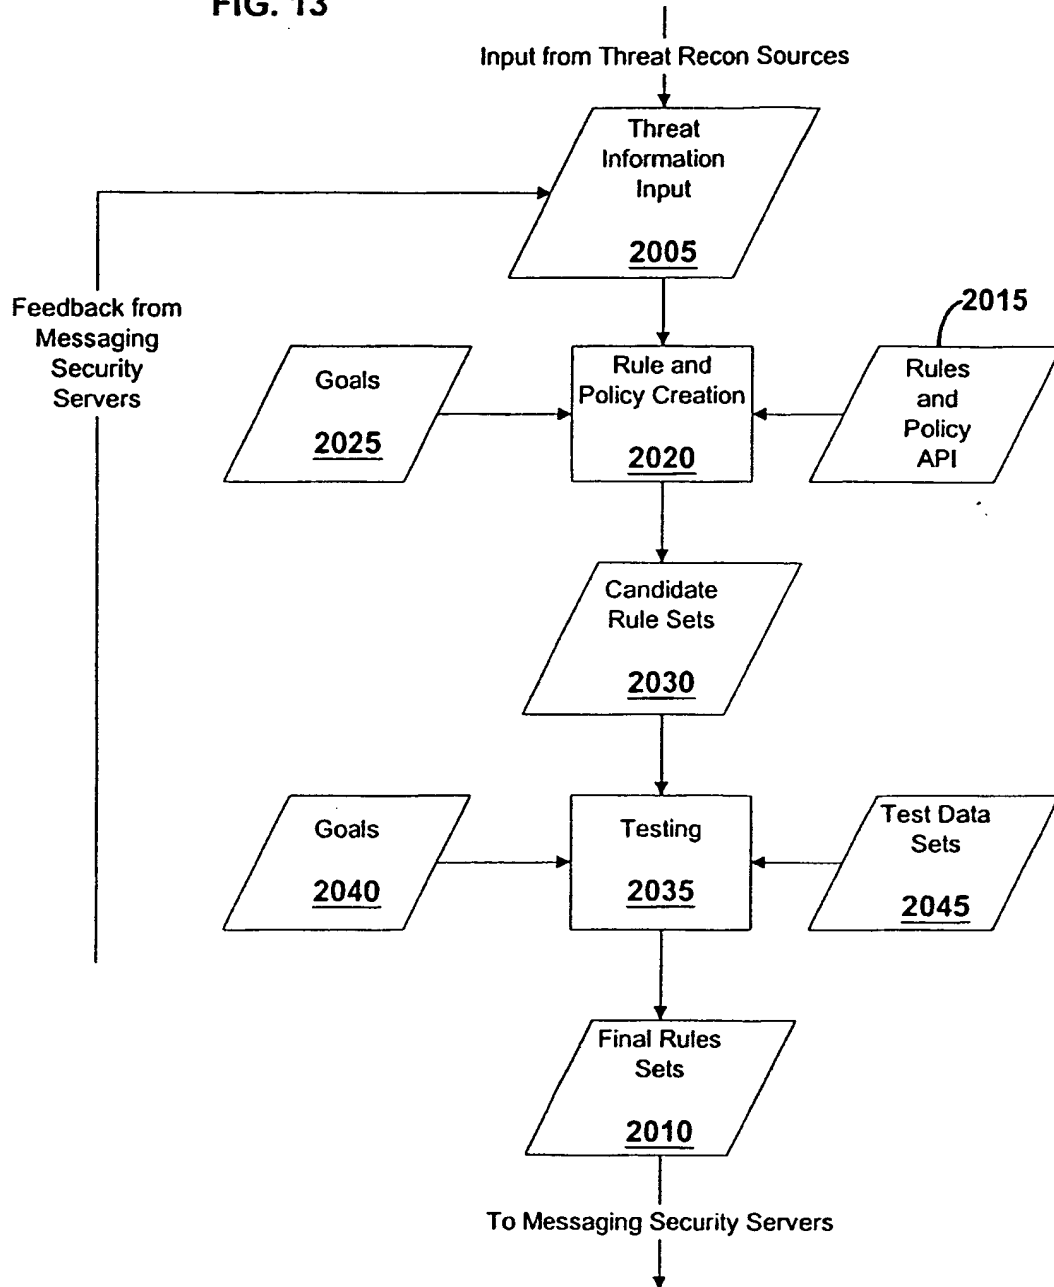 FIG. 13
Input from Threat Recon Sources
Threat
Information
Input
2005
Feedback from
Messaging
Security
Servers
Goals
2025
Rule and
Policy Creation
2020
2015
Rules
and
Policy
API
Candidate
Rule Sets
2030
Goals
2040
Testing
2035
Test Data
Sets
2045
Final Rules
Sets
2010
To Messaging Security Servers